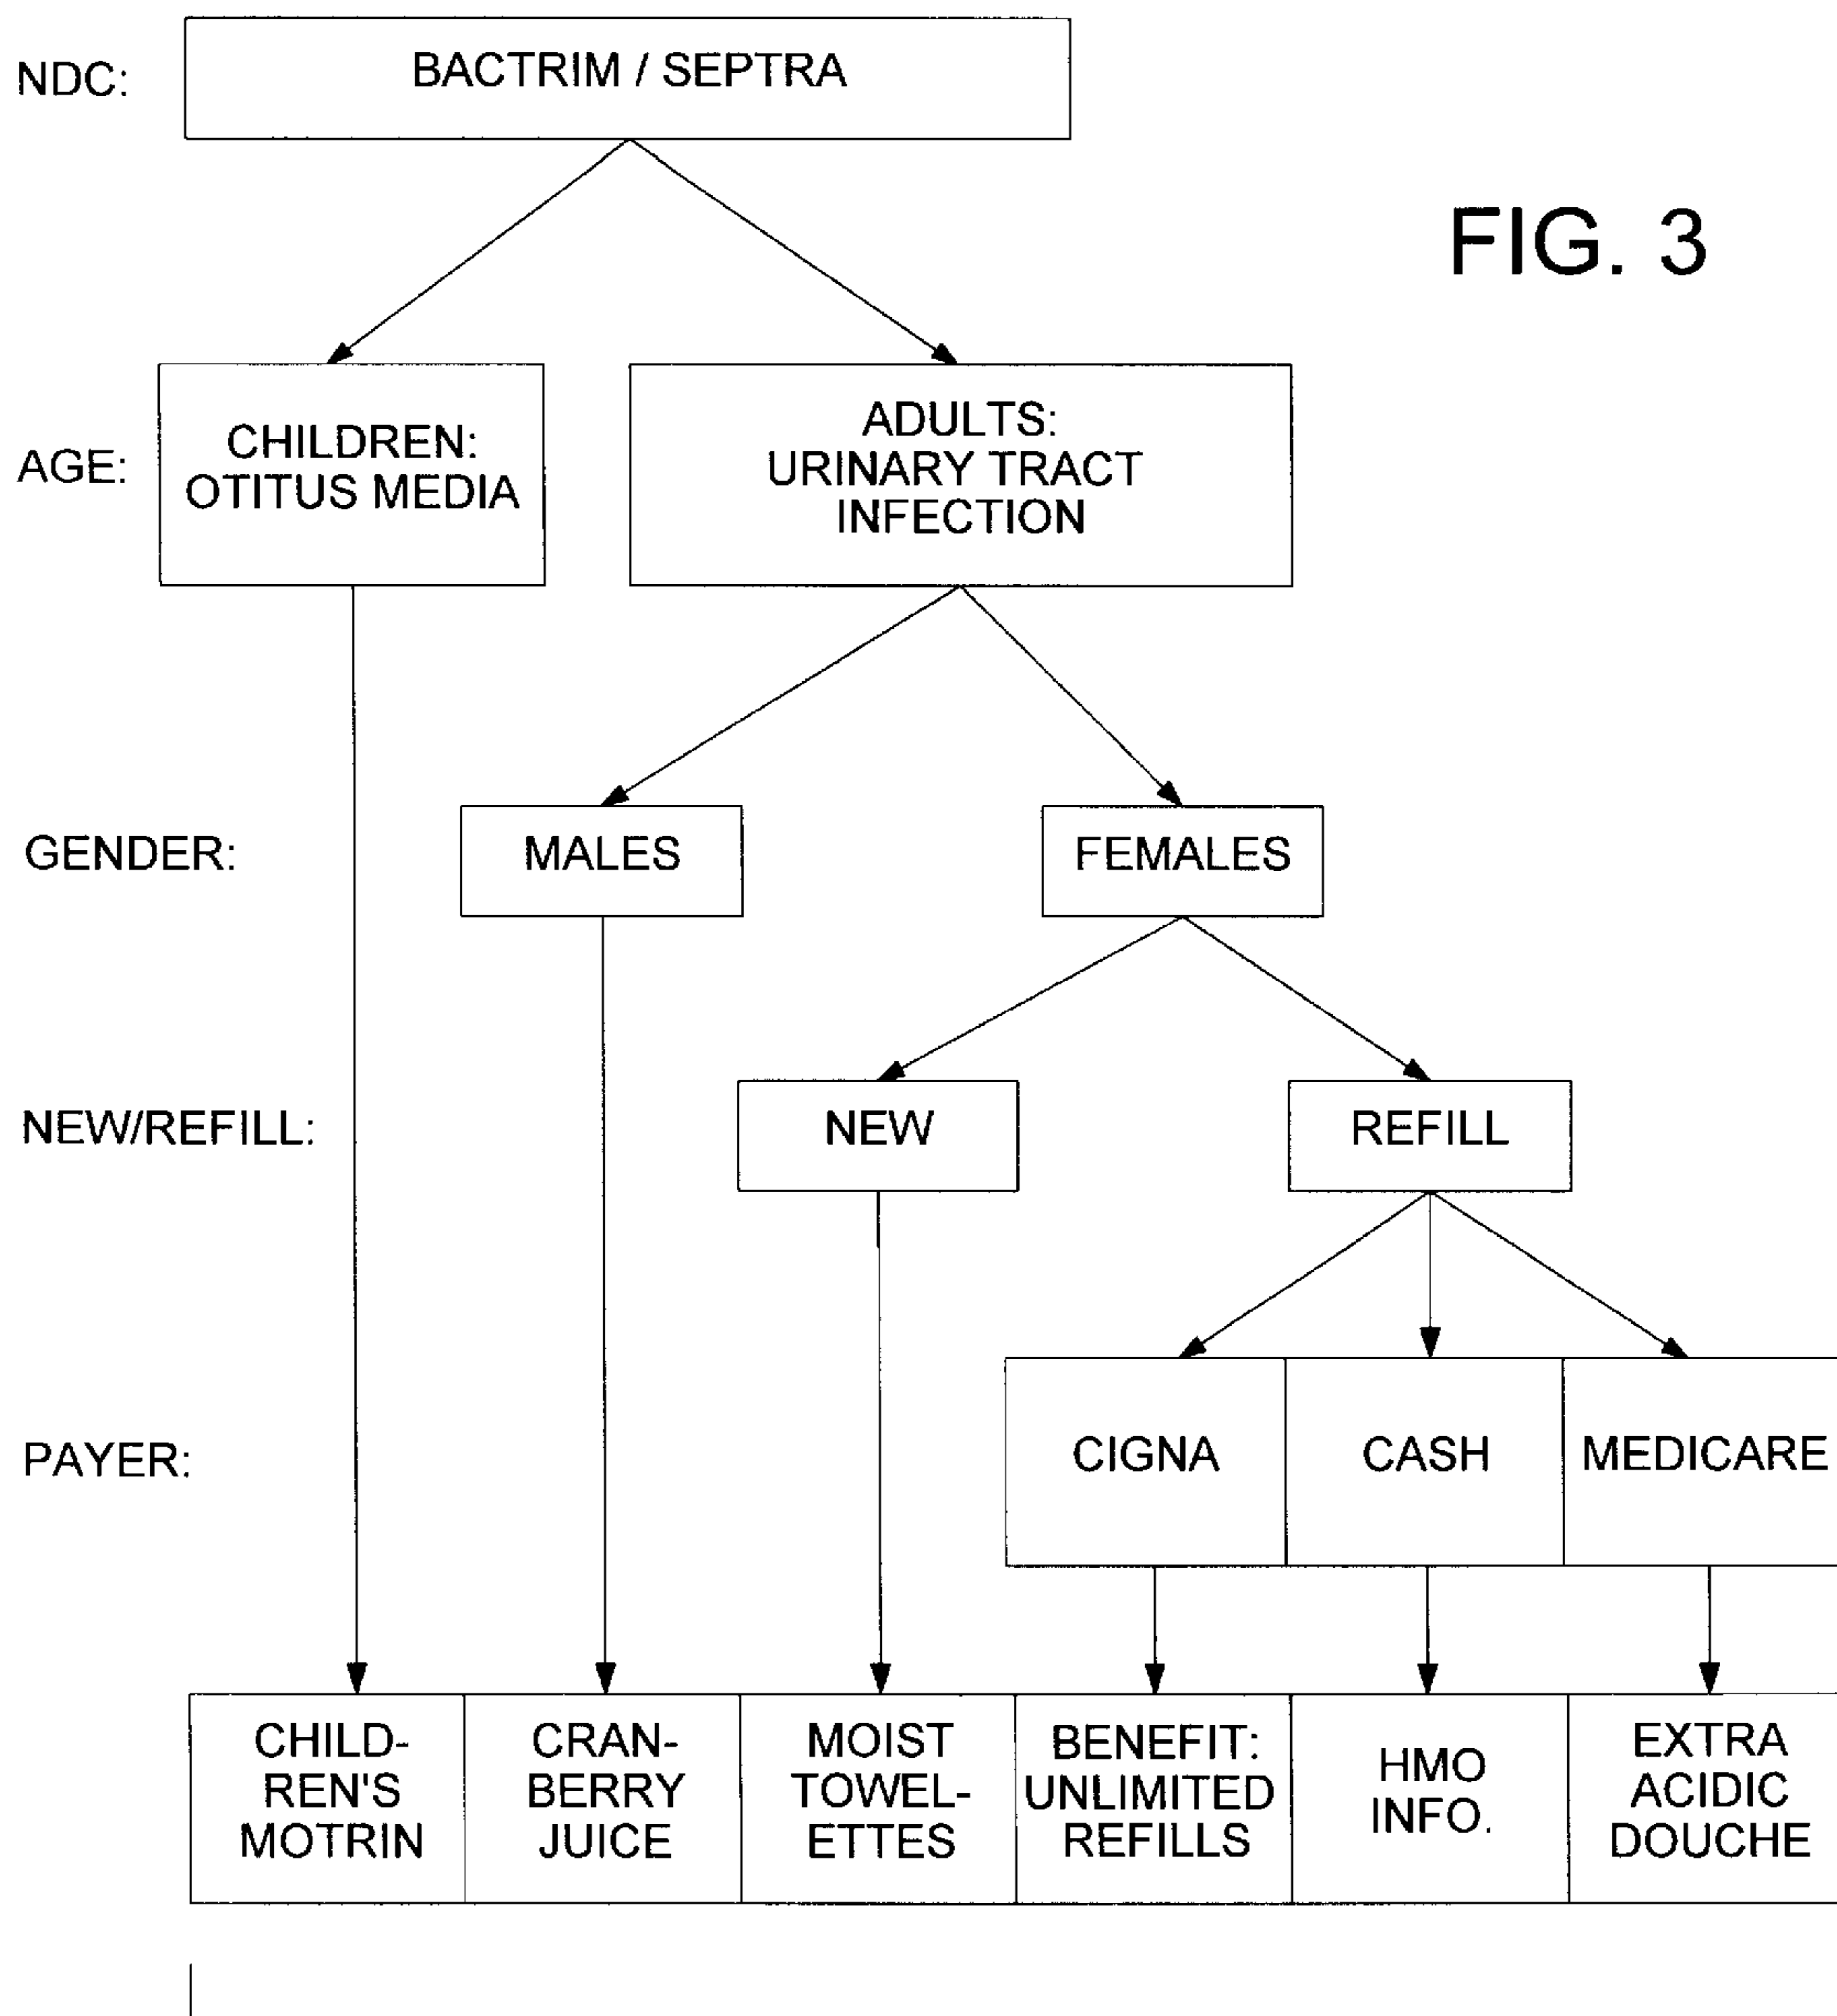 NDC:
BACTRIM / SEPTRA
FIG. 3
AGE:
CHILDREN:
OTITUS MEDIA
ADULTS:
URINARY TRACT
INFECTION
GENDER:
MALES
FEMALES
NEW/REFILL:
NEW
REFILL
PAYER:
CIGNA
CASH
MEDICARE
CHILD-
REN'S
MOTRIN
CRAN-
BERRY
JUICE
MOIST
TOWEL-
ETTES
BENEFIT:
UNLIMITED
REFILLS
HMO
INFO.
EXTRA
ACIDIC
DOUCHE